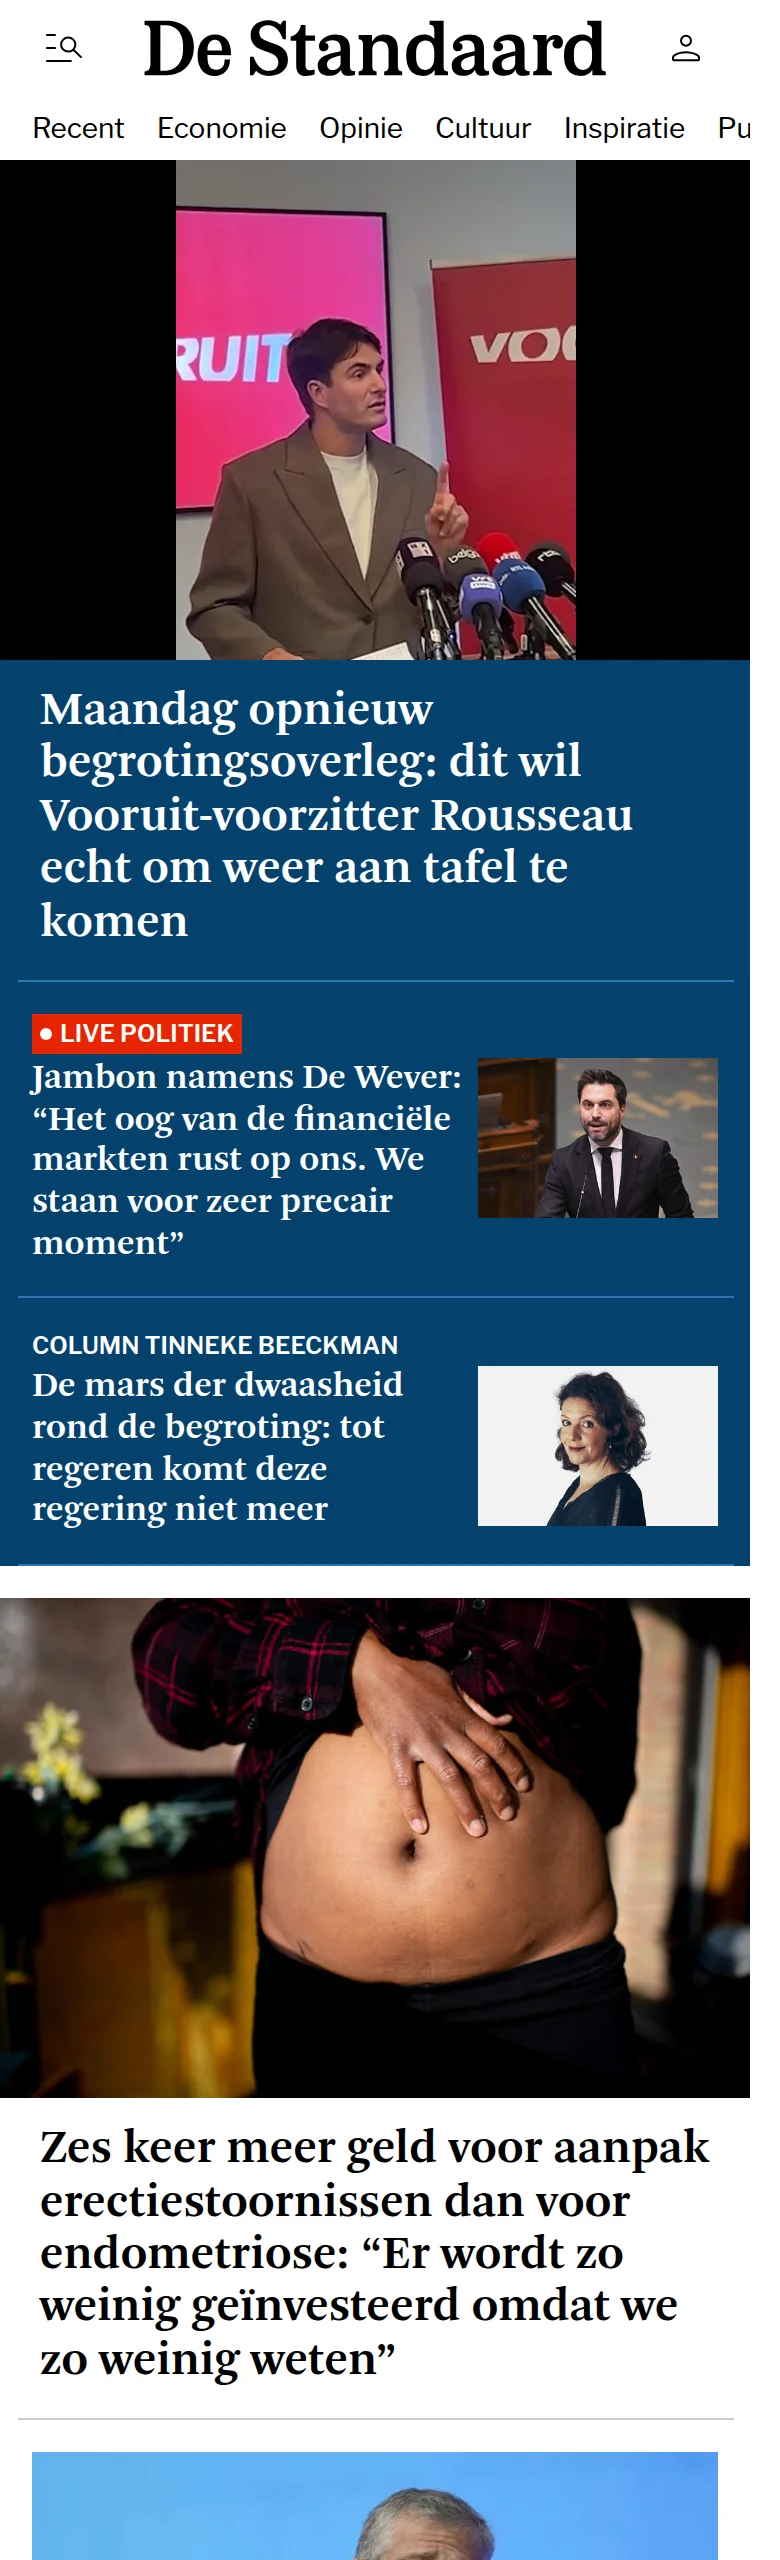 De Standaard
Recent Economie Opinie Cultuur Inspiratie Pu
RUIT
VOO
belga
Maandag opnieuw
begrotingsoverleg: dit wil
Vooruit-voorzitter Rousseau
echt om weer aan tafel te
komen
LIVE POLITIEK
Jambon namens De Wever:
“Het oog van de financiële
markten rust op ons. We
staan voor zeer precair
moment”
COLUMN TINNEKE BEECKMAN
De mars der dwaasheid
rond de begroting: tot
regeren komt deze
regering niet meer
Zes keer meer geld voor aanpak
erectiestoornissen dan voor
endometriose: “Er wordt zo
weinig geïnvesteerd omdat we
zo weinig weten”